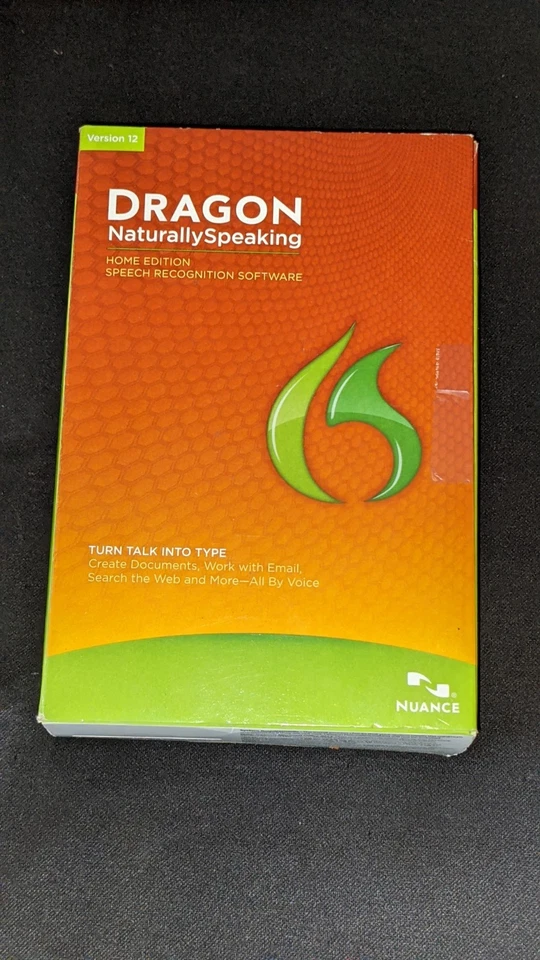 Version 12
DRAGON
NaturallySpeaking
HOME EDITION
SPEECH RECOGNITION SOFTWARE
TURN TALK INTO TYPE
Create Documents, Work with Email,
Search the Web and More—All By Voice
NUANCE